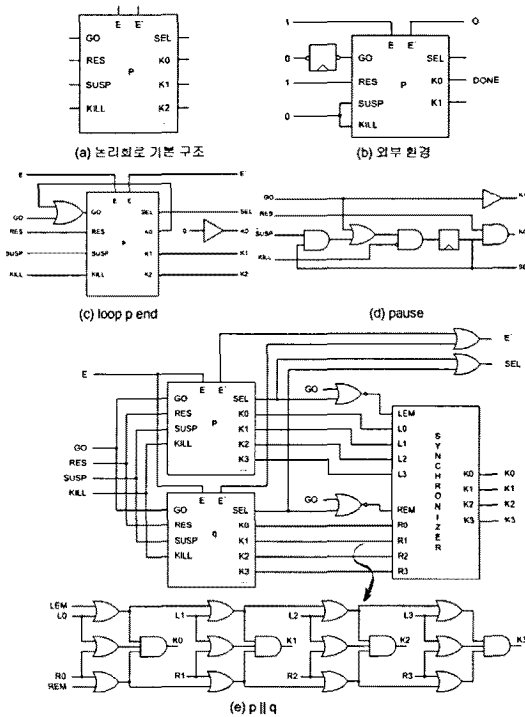 E E'
GO SEL
RES K0
P
SUSP K1
KILL K2
(a) 논리회로 기본 구조
1 O
E E'
0 GO SEL
1 RES K0 DONE
P
SUSP K1
0
KILL
(b) 외부 환경
E E'
E E'
GO GO SEL SEL
RES RES K0 0 K0
P
SUSP SUSP K1 K1
KILL KILL K2 K2
(c) loop p end
GO
RES
SUSP
KILL
(d) pause
E E'
SEL
E E'
GO SEL GO
RES K0 LEM
P
SUSP K1 L0
KILL K2 L1
K3 L2
L3
GO
RES
SUSP
KILL
SYNCHRONIZER
K0 K0
K1 K1
K2 K2
K3 K3
E E'
GO SEL GO
RES K0 REM
q
SUSP K1 R0
KILL K2 R1
K3 R2
R3
LEM
L0 L1 L2 L3
K0 K1 K2 K3
R0 R1 R2 R3
REM
(e) p || q